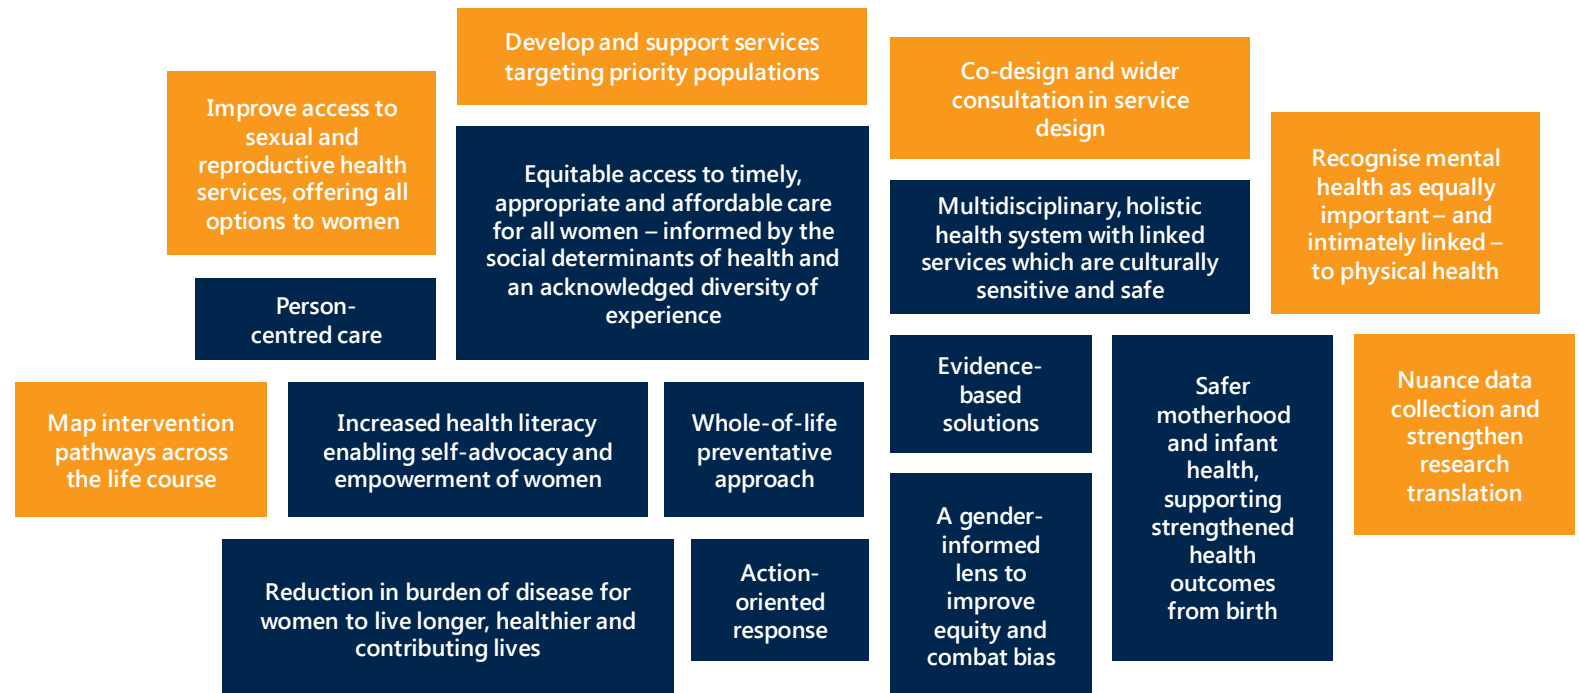 Develop and support services
targeting priority populations
Co-design and wider
consultation in service
design
Improve access to
sexual and
reproductive health
services, offering all
options to women
Recognise mental
health as equally
important – and
intimately linked –
to physical health
Equitable access to timely,
appropriate and affordable care
for all women – informed by the
social determinants of health and
an acknowledged diversity of
experience
Multidisciplinary, holistic
health system with linked
services which are culturally
sensitive and safe
Person-
centred care
Evidence-
based
solutions
Safer
motherhood
and infant
health,
supporting
strengthened
health
outcomes
from birth
Nuance data
collection and
strengthen
research
translation
Map intervention
pathways across
the life course
Increased health literacy
enabling self-advocacy and
empowerment of women
Whole-of-life
preventative
approach
A gender-
informed
lens to
improve
equity and
combat bias
Reduction in burden of disease for
women to live longer, healthier and
contributing lives
Action-
oriented
response